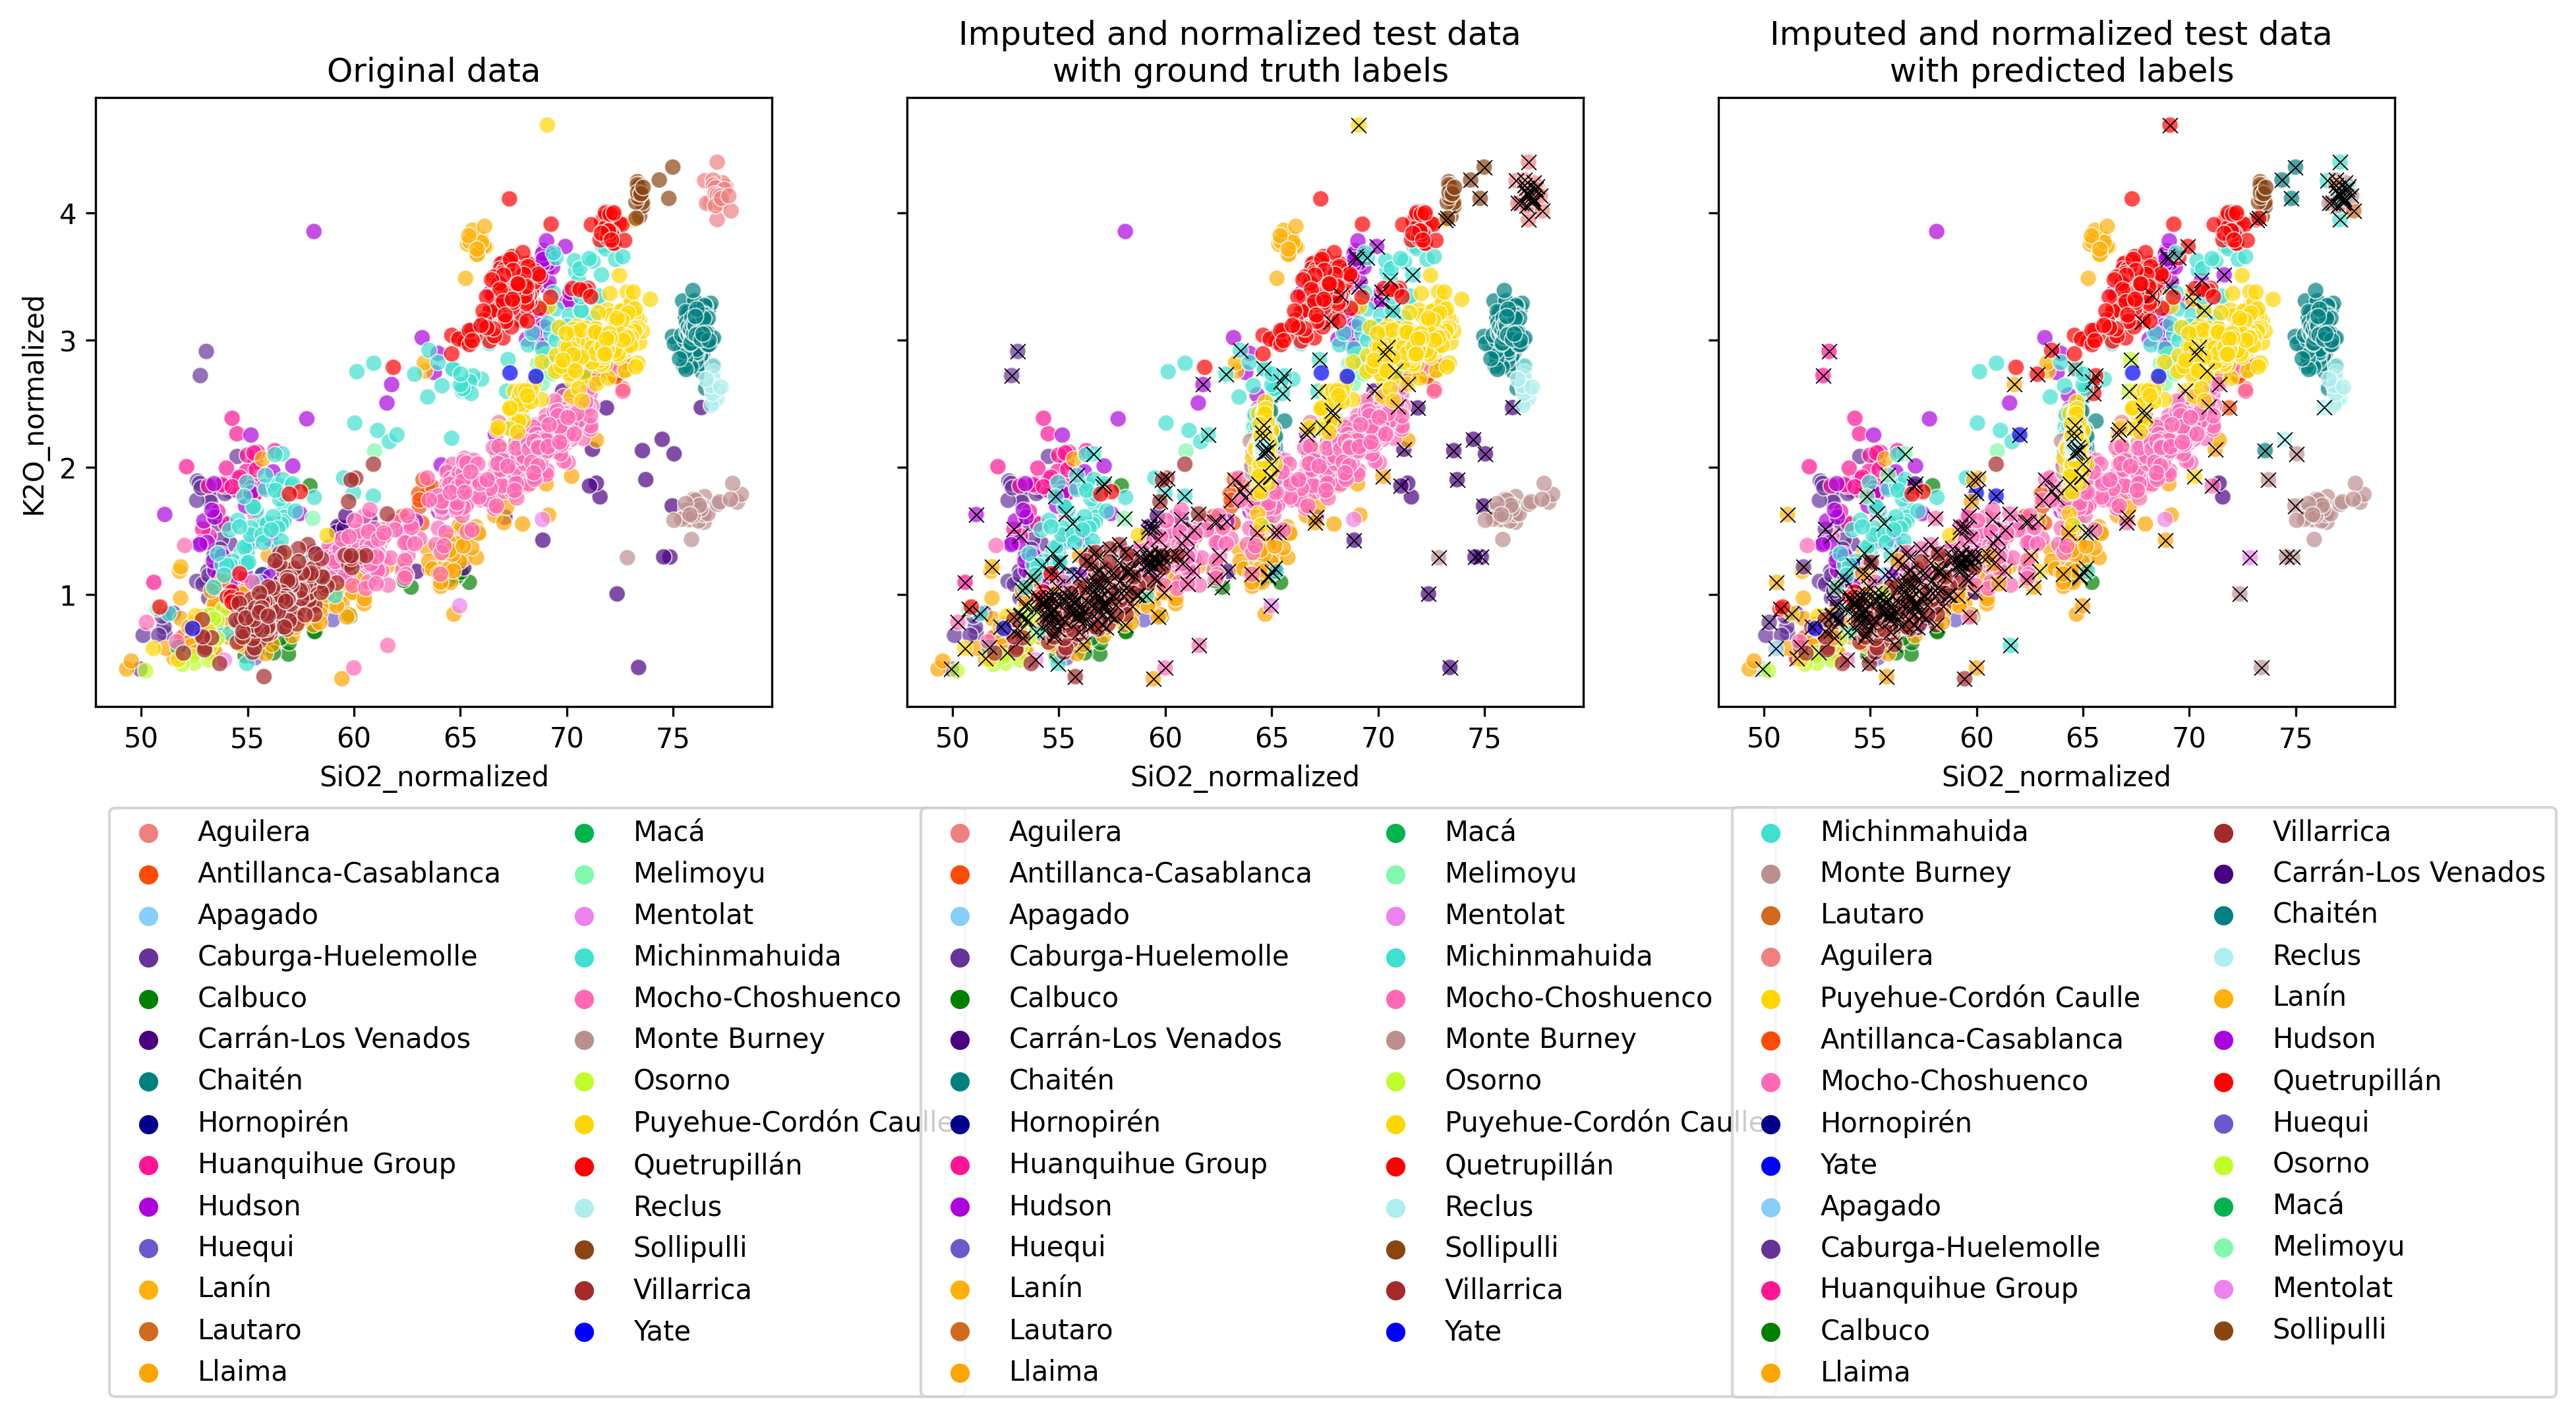 Original data
Imputed and normalized test data
with ground truth labels
Imputed and normalized test data
with predicted labels
K2O_normalized
4
3
2
1
50 55 60 65 70 75
50 55 60 65 70 75
50 55 60 65 70 75
SiO2_normalized
SiO2_normalized
SiO2_normalized
Aguilera
Antillanca-Casablanca
Apagado
Caburga-Huelemolle
Calbuco
Carrán-Los Venados
Chaitén
Hornopirén
Huanquihue Group
Hudson
Huequi
Lanín
Lautaro
Llaima
Macá
Melimoyu
Mentolat
Michinmahuida
Mocho-Choshuenco
Monte Burney
Osorno
Puyehue-Cordón Caulle
Quetrupillán
Reclus
Sollipulli
Villarrica
Yate
Aguilera
Antillanca-Casablanca
Apagado
Caburga-Huelemolle
Calbuco
Carrán-Los Venados
Chaitén
Hornopirén
Huanquihue Group
Hudson
Huequi
Lanín
Lautaro
Llaima
Macá
Melimoyu
Mentolat
Michinmahuida
Mocho-Choshuenco
Monte Burney
Osorno
Puyehue-Cordón Caulle
Quetrupillán
Reclus
Sollipulli
Villarrica
Yate
Michinmahuida
Monte Burney
Lautaro
Aguilera
Puyehue-Cordón Caulle
Antillanca-Casablanca
Mocho-Choshuenco
Hornopirén
Yate
Apagado
Caburga-Huelemolle
Huanquihue Group
Calbuco
Llaima
Villarrica
Carrán-Los Venados
Chaitén
Reclus
Lanín
Hudson
Quetrupillán
Huequi
Osorno
Macá
Melimoyu
Mentolat
Sollipulli